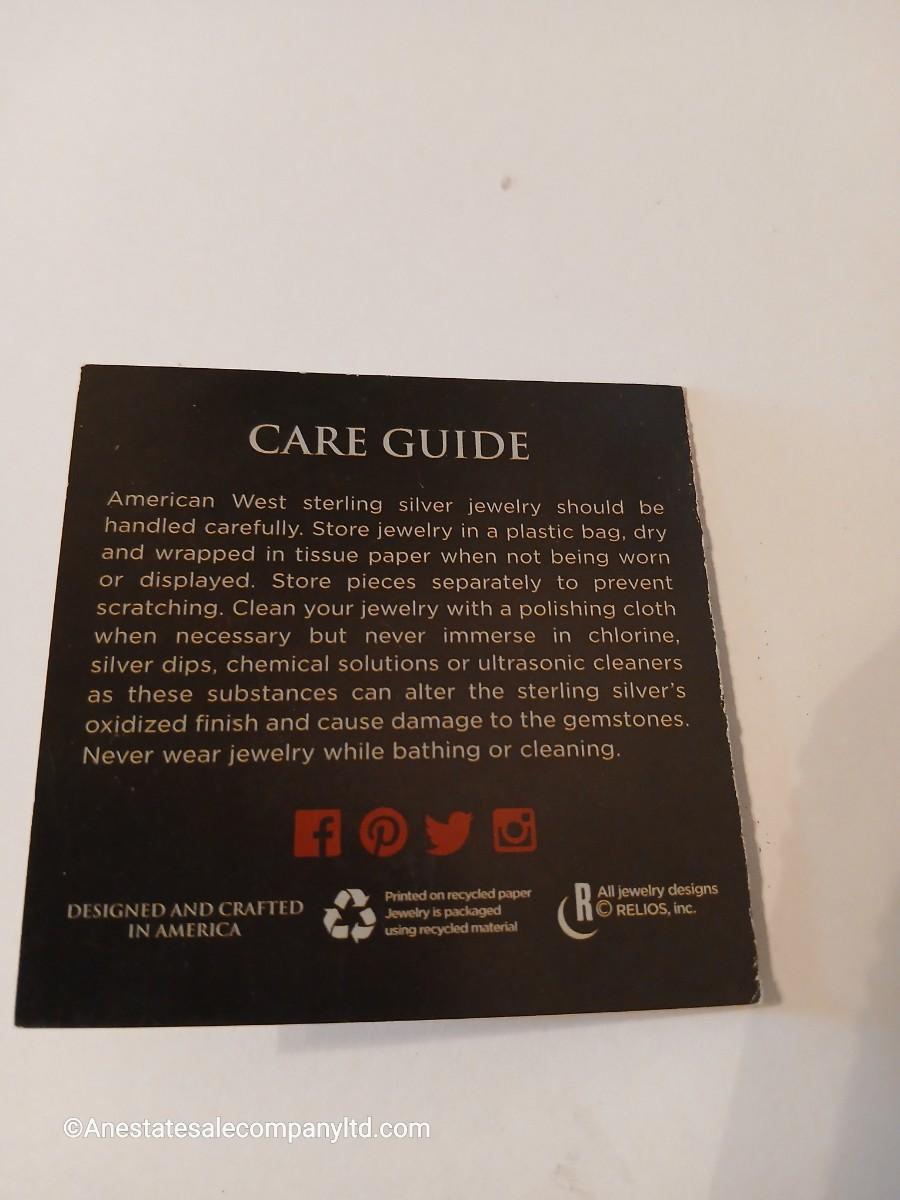 CARE GUIDE
American West sterling silver jewelry should be
handled carefully. Store jewelry in a plastic bag, dry
and wrapped in tissue paper when not being worn
or displayed. Store pieces separately to prevent
scratching. Clean your jewelry with a polishing cloth
when necessary but never immerse in chlorine,
silver dips, chemical solutions or ultrasonic cleaners
as these substances can alter the sterling silver's
oxidized finish and cause damage to the gemstones.
Never wear jewelry while bathing or cleaning.
DESIGNED AND CRAFTED
IN AMERICA
Printed on recycled paper
Jewelry is packaged
using recycled material
R
All jewelry designs
© RELIOS, inc.
©Anestatesalecompanyltd.com